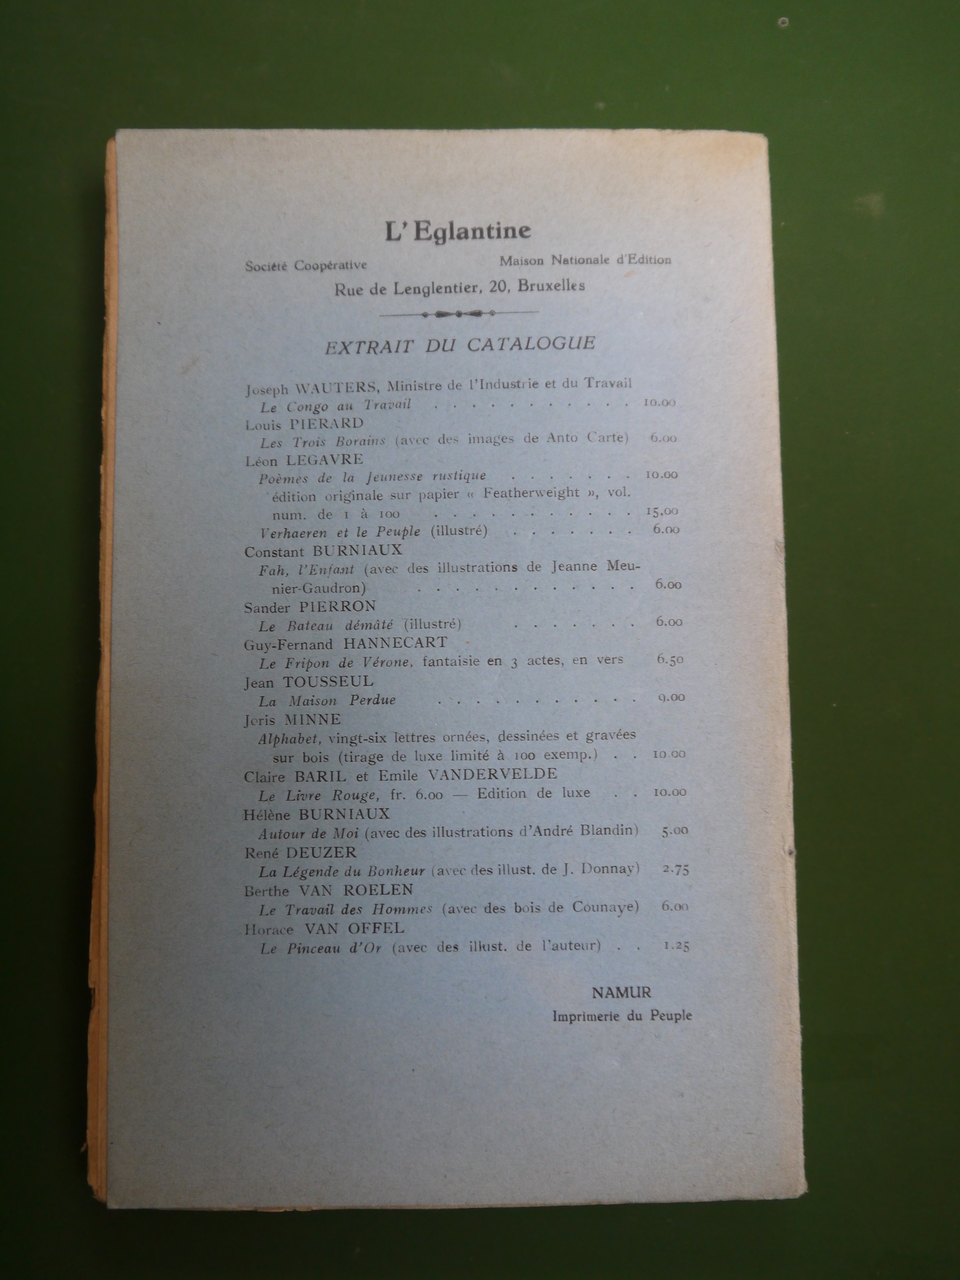 L'Eglantine
Société Coopérative Maison Nationale d'Edition
Rue de Lenglentier, 20, Bruxelles
EXTRAIT DU CATALOGUE
Joseph WAUTERS, Ministre de l'Industrie et du Travail
Le Congo au Travail . . . . . . . . . . . 10.00
Louis PIERARD
Les Trois Borains (avec des images de Anto Carte) 6.00
Léon LEGAVRE
Poèmes de la Jeunesse rustique . . . . . . . 10.00
édition originale sur papier « Featherweight », vol.
num. de 1 à 100 . . . . . . . . . . . 15.00
Verhaeren et le Peuple (illustré) . . . . . . . 6.00
Constant BURNIAUX
Fah, l'Enfant (avec des illustrations de Jeanne Meu-
nier-Gaudron) . . . . . . . . . . . . 6.00
Sander PIERRON
Le Bateau démâté (illustré) . . . . . . . 6.00
Guy-Fernand HANNECART
Le Fripon de Vérone, fantaisie en 3 actes, en vers 6.50
Jean TOUSSEUL
La Maison Perdue . . . . . . . . . . . 9.00
Joris MINNE
Alphabet, vingt-six lettres ornées, dessinées et gravées
sur bois (tirage de luxe limité à 100 exemp.) . . 10.00
Claire BARIL et Emile VANDERVELDE
Le Livre Rouge, fr. 6.00 — Edition de luxe . . 10.00
Hélène BURNIAUX
Autour de Moi (avec des illustrations d'André Blandin) 5.00
René DEUZER
La Légende du Bonheur (avec des illust. de J. Donnay) 2.75
Berthe VAN ROELEN
Le Travail des Hommes (avec des bois de Counaye) 6.00
Horace VAN OFFEL
Le Pinceau d'Or (avec des illust. de l'auteur) . . 1.25
NAMUR
Imprimerie du Peuple